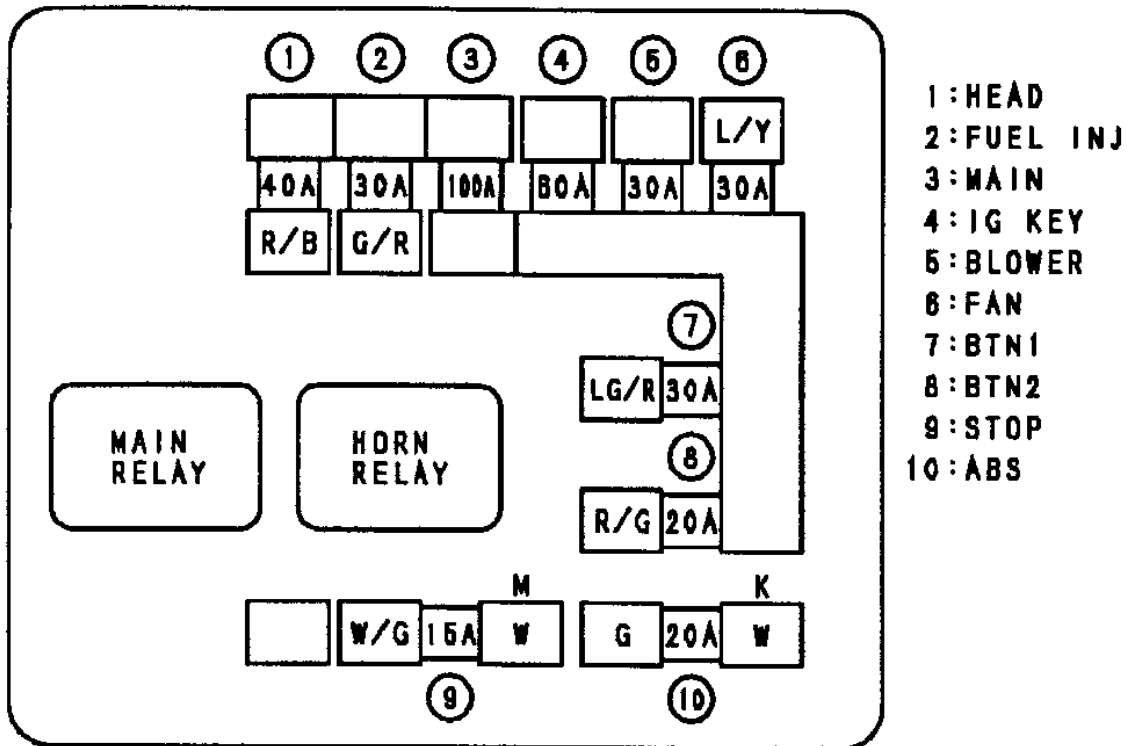 ① ② ③ ④ ⑤ ⑥
L/Y
40A 30A 100A 80A 30A 30A
R/B G/R
⑦
LG/R 30A
⑧
R/G 20A
MAIN
RELAY
HORN
RELAY
M K
W/G 15A W G 20A W
⑨ ⑩
1:HEAD
2:FUEL INJ
3:MAIN
4:IG KEY
5:BLOWER
6:FAN
7:BTN1
8:BTN2
9:STOP
10:ABS